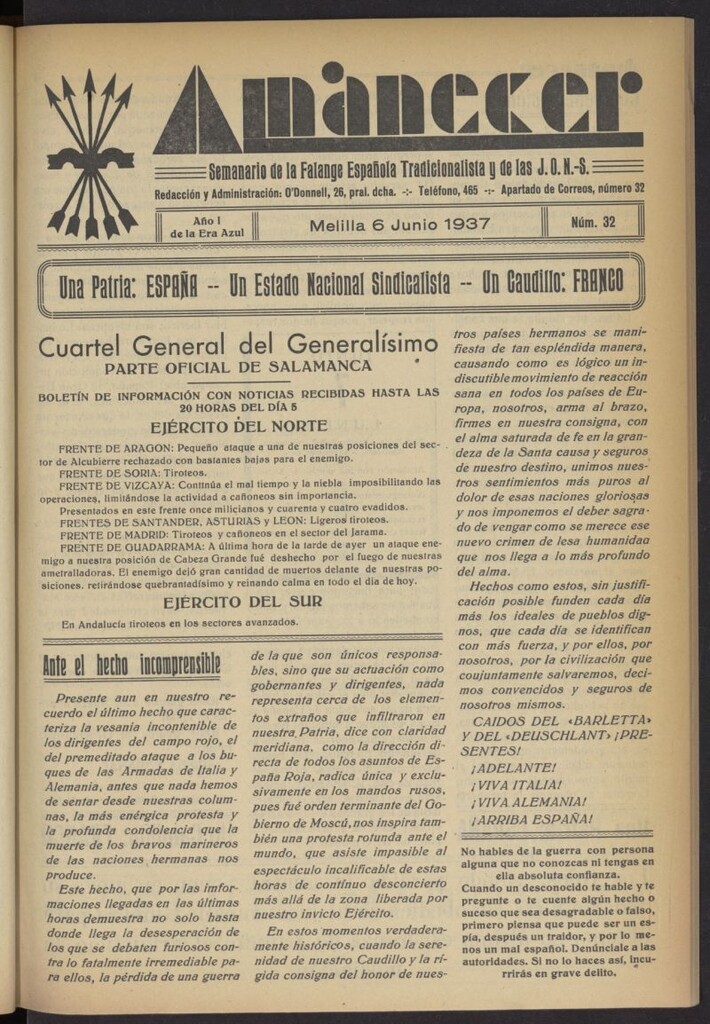 Amanecer
Semanario de la Falange Española Tradicionalista y de las J. O. N.-S.
Redacción y Administración: O'Donnell, 26, pral. dcha. -:- Teléfono, 465 -:- Apartado de Correos, número 32
Año I
de la Era Azul
Melilla 6 Junio 1937
Núm. 32
Una Patria: ESPAÑA -- Un Estado Nacional Sindicalista -- Un Caudillo: FRANCO
Cuartel General del Generalísimo
PARTE OFICIAL DE SALAMANCA
BOLETÍN DE INFORMACIÓN CON NOTICIAS RECIBIDAS HASTA LAS
20 HORAS DEL DÍA 5
EJÉRCITO DEL NORTE
FRENTE DE ARAGON: Pequeño ataque a una de nuestras posiciones del sec-
tor de Alcubierre rechazado con bastantes bajas para el enemigo.
FRENTE DE SORIA: Tiroteos.
FRENTE DE VIZCAYA: Continúa el mal tiempo y la niebla imposibilitando las
operaciones, limitándose la actividad a cañoneos sin importancia.
Presentados en este frente once milicianos y cuarenta y cuatro evadidos.
FRENTES DE SANTANDER, ASTURIAS y LEON: Ligeros tiroteos.
FRENTE DE MADRID: Tiroteos y cañoneos en el sector del Jarama.
FRENTE DE GUADARRAMA: A última hora de la tarde de ayer un ataque ene-
migo a nuestra posición de Cabeza Grande fué deshecho por el fuego de nuestras
ametralladoras. El enemigo dejó gran cantidad de muertos delante de nuestras po-
siciones, retirándose quebrantadísimo y reinando calma en todo el día de hoy.
EJÉRCITO DEL SUR
En Andalucía tiroteos en los sectores avanzados.
Ante el hecho incomprensible
Presente aun en nuestro re-
cuerdo el último hecho que carac-
teriza la vesania incontenible de
los dirigentes del campo rojo, el
del premeditado ataque a los bu-
ques de las Armadas de Italia y
Alemania, antes que nada hemos
de sentar desde nuestras colum-
nas, la más enérgica protesta y
la profunda condolencia que la
muerte de los bravos marineros
de las naciones hermanas nos
produce.
Este hecho, que por las imfor-
maciones llegadas en las últimas
horas demuestra no solo hasta
donde llega la desesperación de
los que se debaten furiosos con-
tra lo fatalmente irremediable pa-
ra ellos, la pérdida de una guerra
de la que son únicos responsa-
bles, sino que su actuación como
gobernantes y dirigentes, nada
representa cerca de los elemen-
tos extraños que infiltraron en
nuestra Patria, dice con claridad
meridiana, como la dirección di-
recta de todos los asuntos de Es-
paña Roja, radica única y exclu-
sivamente en los mandos rusos,
pues fué orden terminante del Go-
bierno de Moscú, nos inspira tam-
bién una protesta rotunda ante el
mundo, que asiste impasible al
espectáculo incalificable de estas
horas de contínuo desconcierto
más allá de la zona liberada por
nuestro invicto Ejército.
En estos momentos verdadera-
mente históricos, cuando la sere-
nidad de nuestro Caudillo y la rí-
gida consigna del honor de nues-
tros países hermanos se mani-
fiesta de tan espléndida manera,
causando como es lógico un in-
discutible movimiento de reacción
sana en todos los países de Eu-
ropa, nosotros, arma al brazo,
firmes en nuestra consigna, con
el alma saturada de fe en la gran-
deza de la Santa causa y seguros
de nuestro destino, unimos nues-
tros sentimientos más puros al
dolor de esas naciones gloriosas
y nos imponemos el deber sagra-
do de vengar como se merece ese
nuevo crimen de lesa humanidad
que nos llega a lo más profundo
del alma.
Hechos como estos, sin justifi-
cación posible funden cada día
más los ideales de pueblos dig-
nos, que cada día se identifican
con más fuerza, y por ellos, por
nosotros, por la civilización que
coujuntamente salvaremos, deci-
mos convencidos y seguros de
nosotros mismos.
CAIDOS DEL «BARLETTA»
Y DEL «DEUSCHLANT» ¡PRE-
SENTES!
¡ADELANTE!
¡VIVA ITALIA!
¡VIVA ALEMANIA!
¡ARRIBA ESPAÑA!
No hables de la guerra con persona
alguna que no conozcas ni tengas en
ella absoluta confianza.
Cuando un desconocido te hable y te
pregunte o te cuente algún hecho o
suceso que sea desagradable o falso,
primero piensa que puede ser un es-
pía, después un traidor, y por lo me-
nos un mal español. Denúnciale a las
autoridades. Si no lo haces así, incu-
rrirás en grave delito.